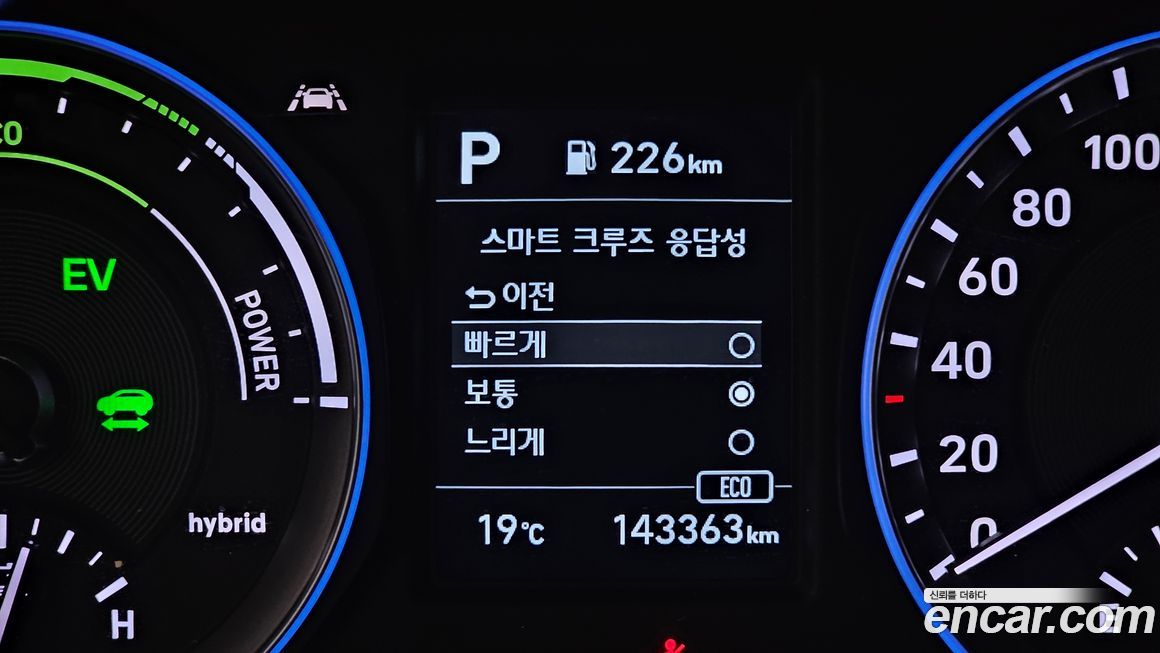 P 226km
스마트 크루즈 응답성
이전
빠르게
보통
느리게
ECO
19℃ 143363km
EV
POWER
hybrid
H
100
80
60
40
20
0
신뢰를 더하다
encar.com